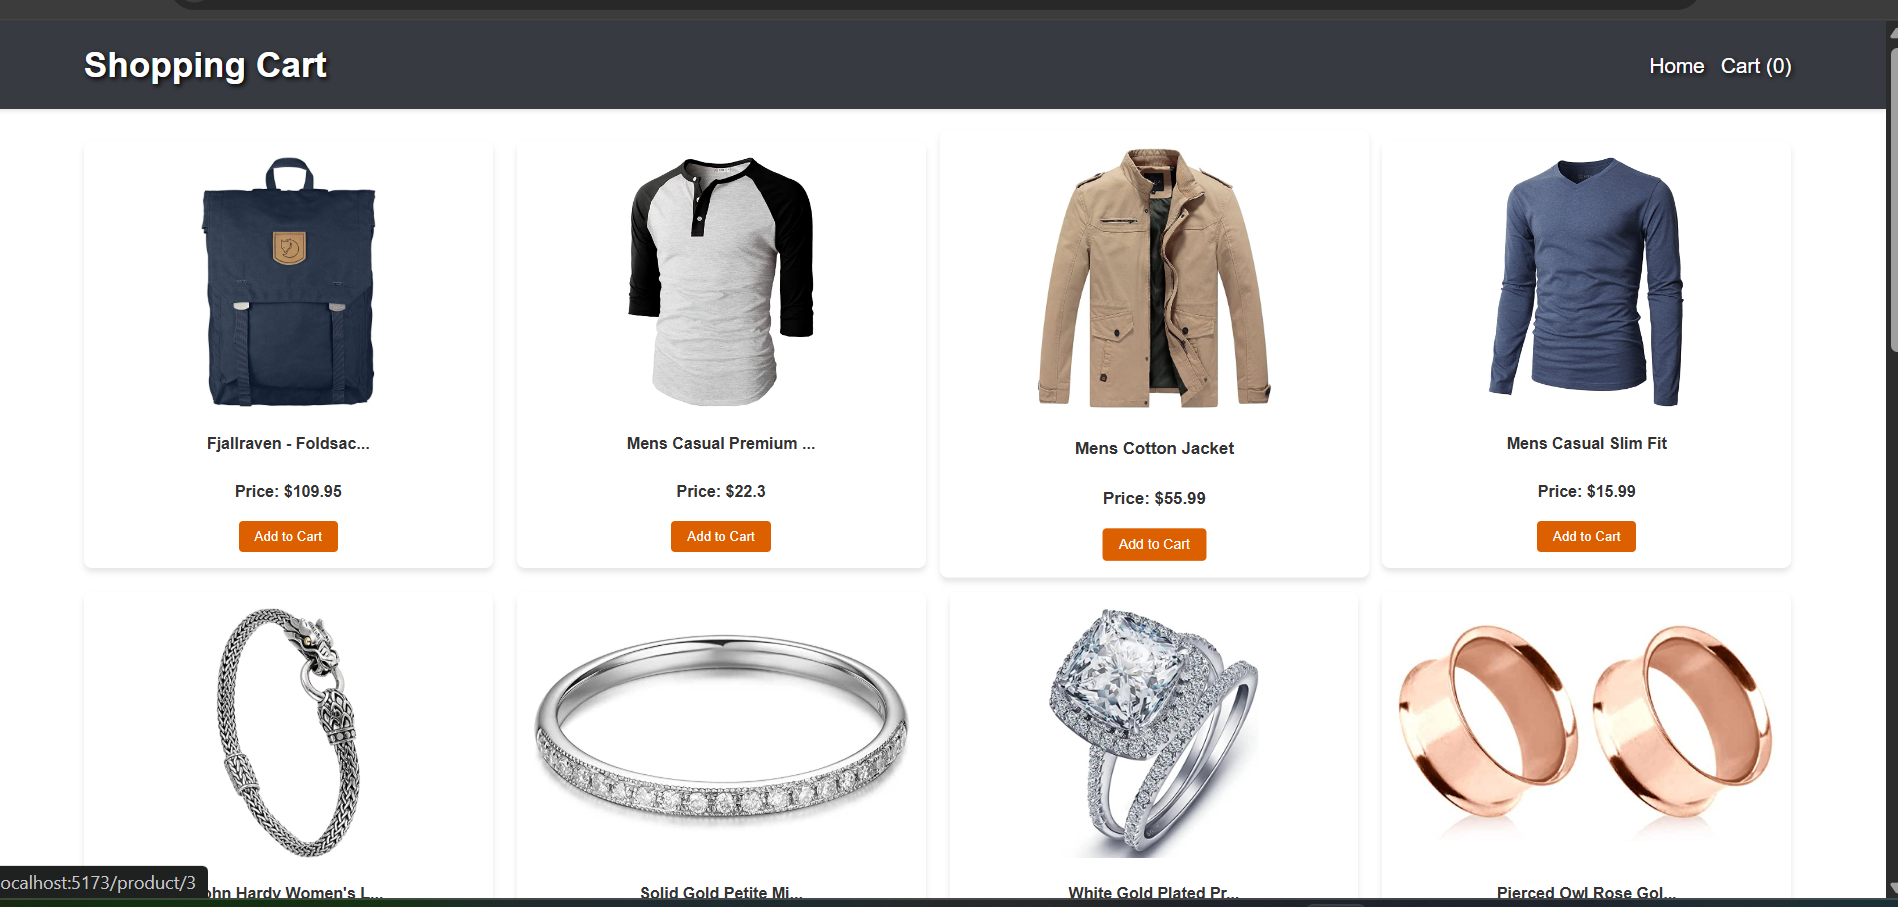 Shopping Cart
Home Cart (0)
Fjallraven - Foldsac...
Mens Casual Premium ...
Mens Cotton Jacket
Mens Casual Slim Fit
Price: $109.95
Price: $22.3
Price: $55.99
Price: $15.99
Add to Cart
Add to Cart
Add to Cart
Add to Cart
ohn Hardy Women's L...
Solid Gold Petite Mi...
White Gold Plated Pr...
Pierced Owl Rose Gol...
ocalhost:5173/product/3